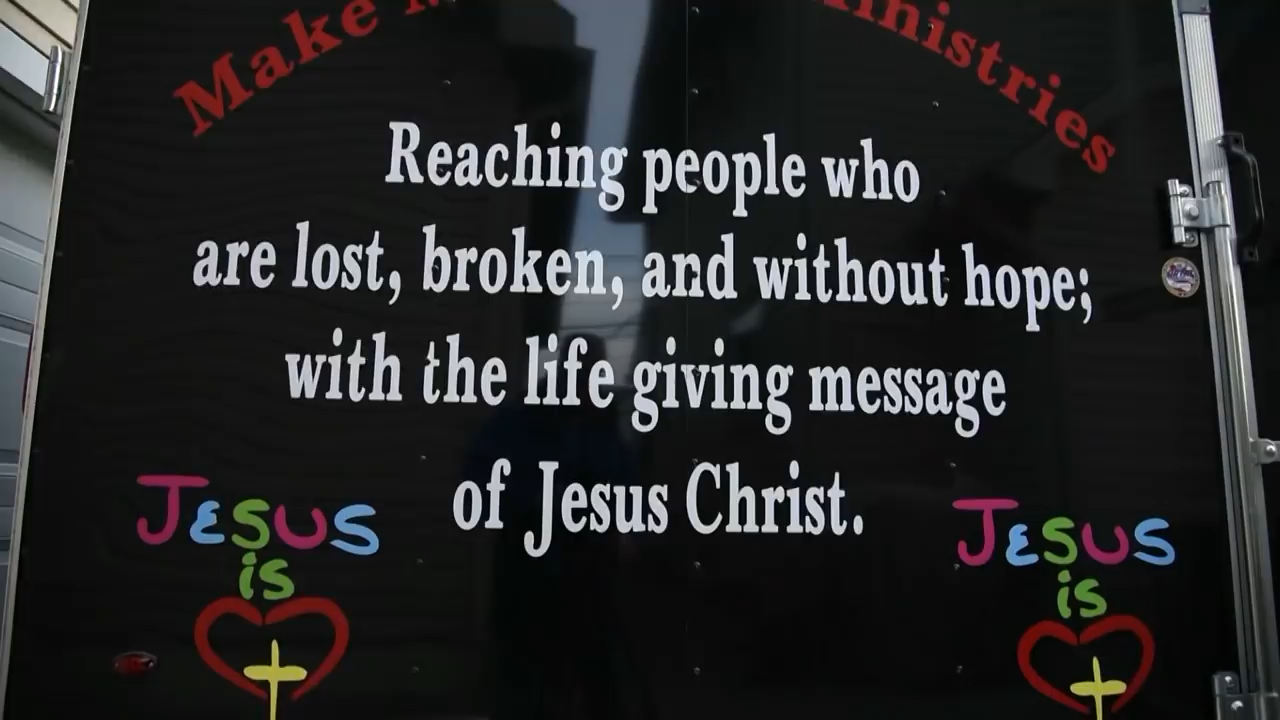 Make
Reaching people who
are lost, broken, and without hope;
with the life giving message
of Jesus Christ.
JESUS
is
JESUS
is